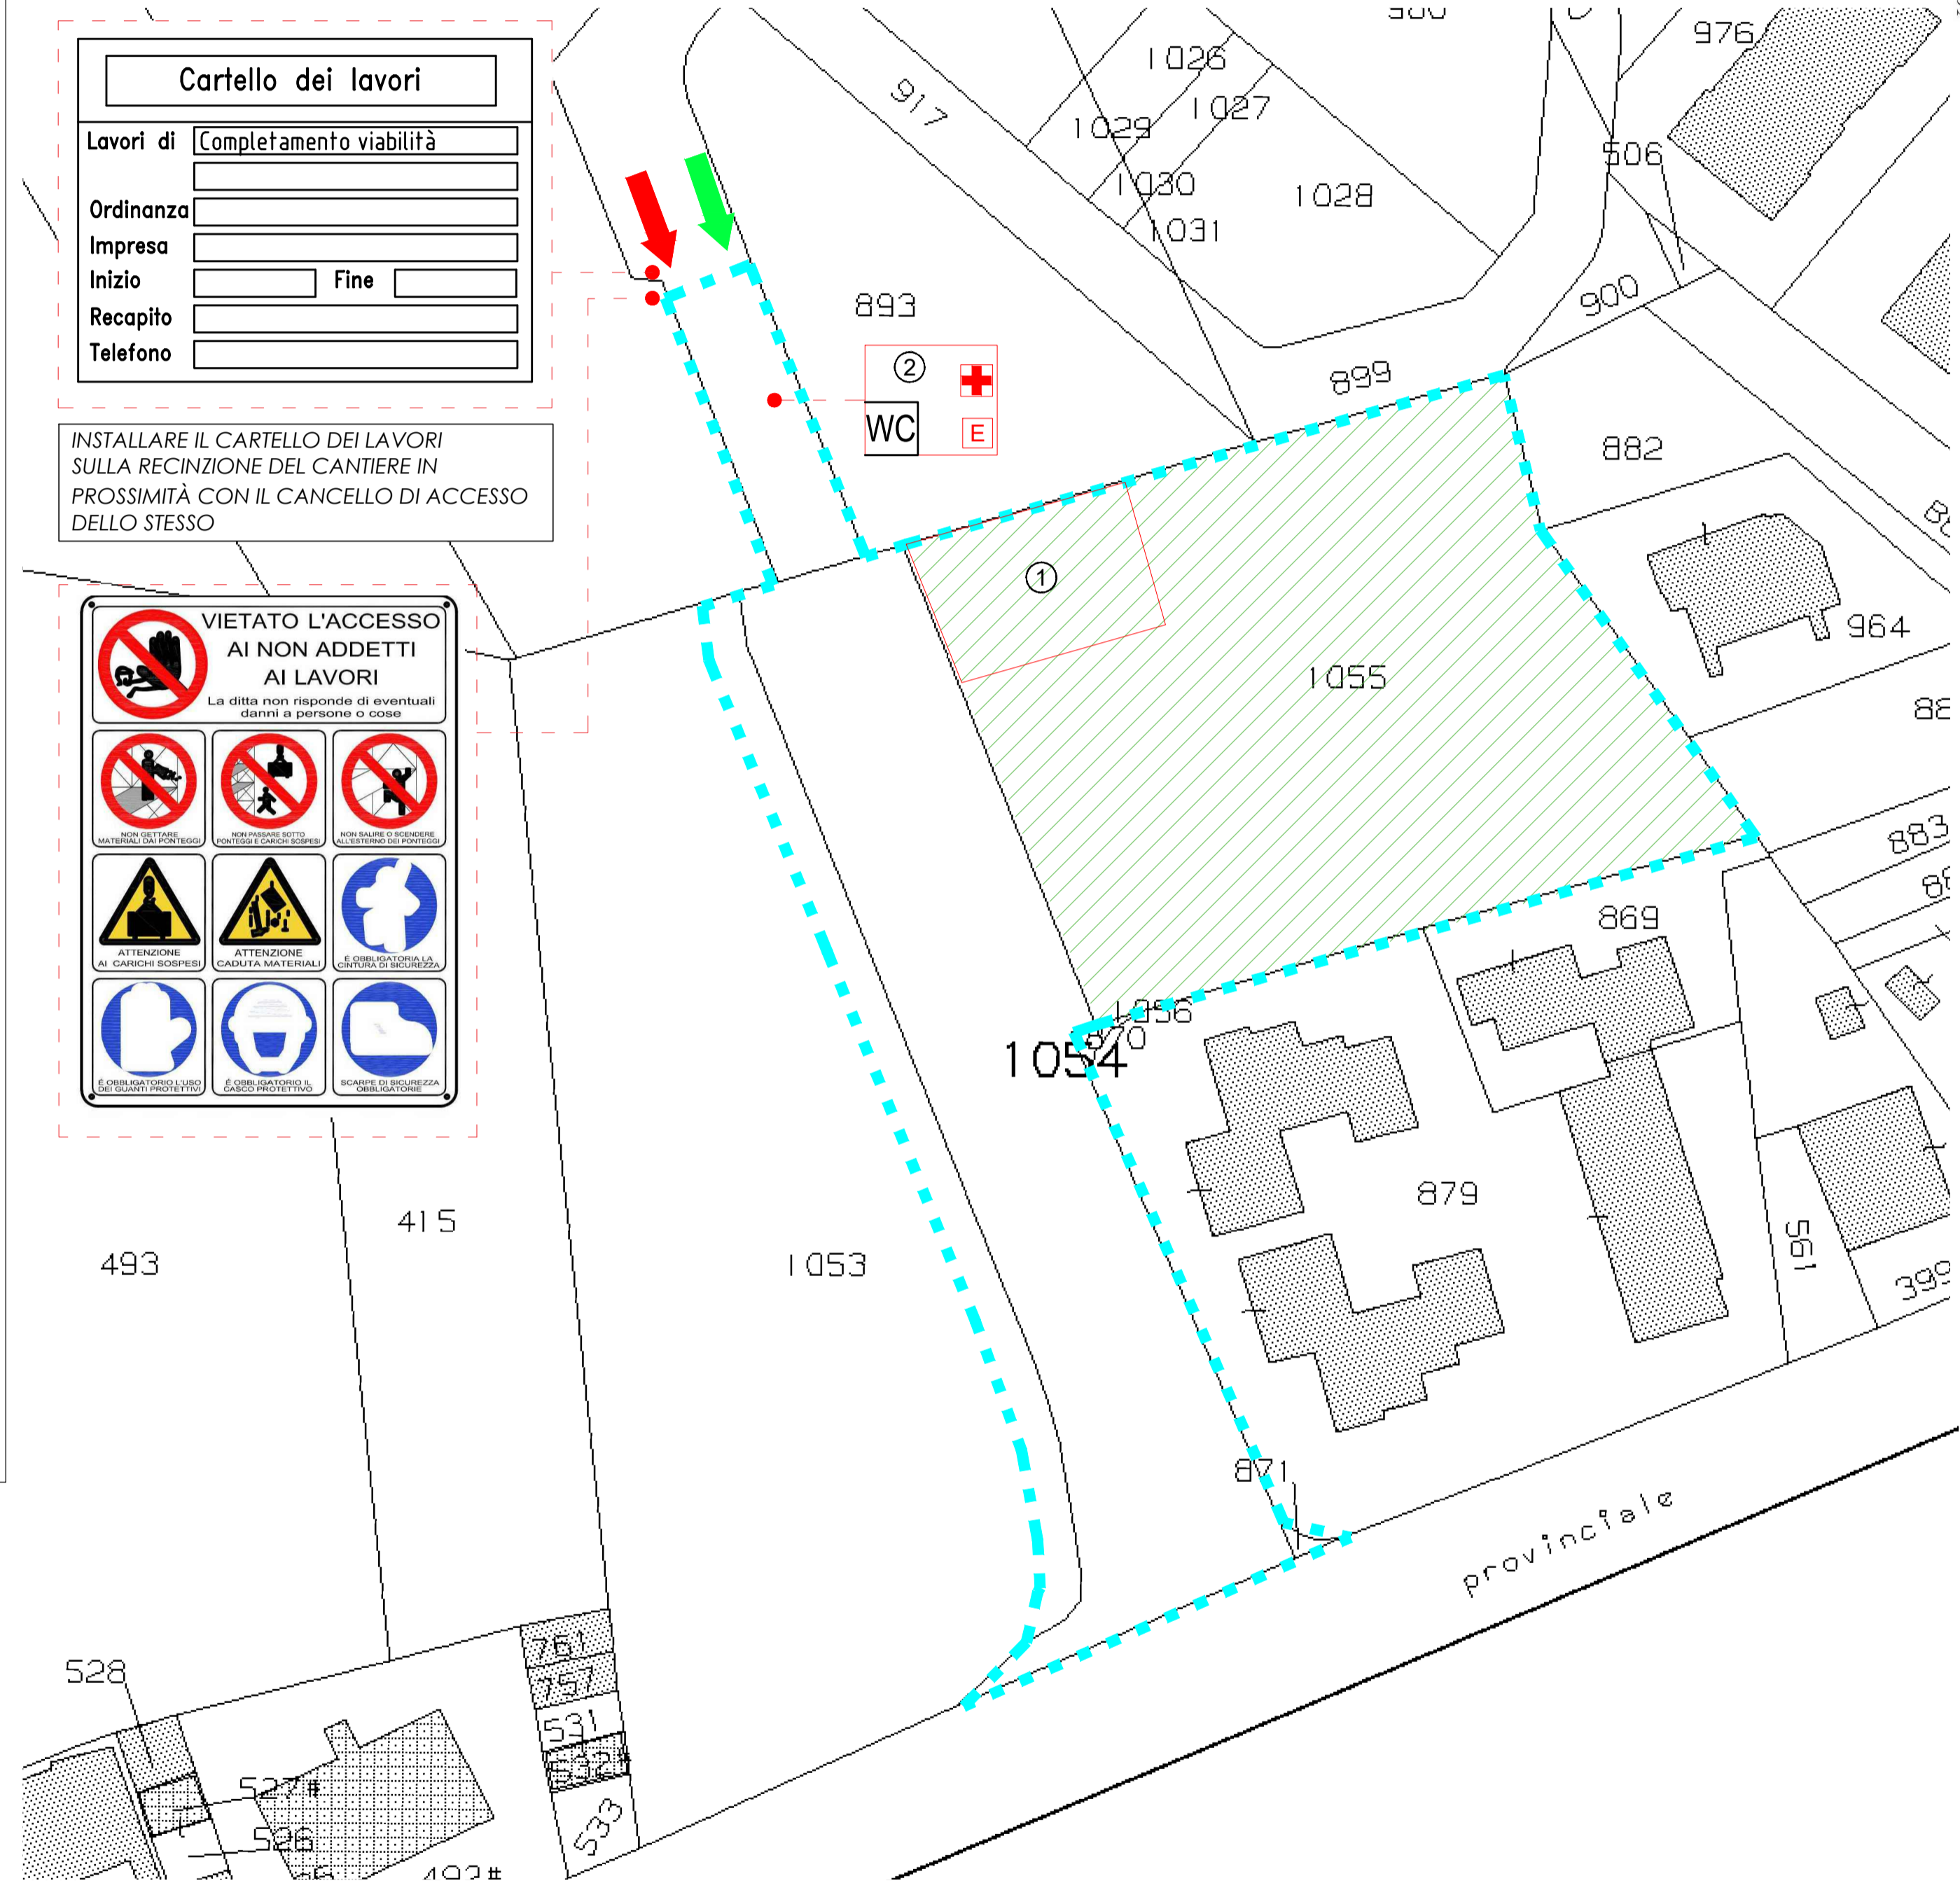 Cartello dei lavori
Lavori di Completamento viabilità
Ordinanza
Impresa
Inizio Fine
Recapito
Telefono
INSTALLARE IL CARTELLO DEI LAVORI
SULLA RECINZIONE DEL CANTIERE IN
PROSSIMITÀ CON IL CANCELLO DI ACCESSO
DELLO STESSO
VIETATO L'ACCESSO
AI NON ADDETTI
AI LAVORI
La ditta non risponde di eventuali
danni a persone o cose
NON GETTARE
MATERIALI DAI PONTEGGI
NON PASSARE SOTTO
PONTEGGI E CARICHI SOSPESI
NON SALIRE O SCENDERE
ALL'ESTERNO DEI PONTEGGI
ATTENZIONE
AI CARICHI SOSPESI
ATTENZIONE
CADUTA MATERIALI
É OBBLIGATORIA LA
CINTURA DI SICUREZZA
É OBBLIGATORIO L'USO
DEI GUANTI PROTETTIVI
É OBBLIGATORIO IL
CASCO PROTETTIVO
SCARPE DI SICUREZZA
OBBLIGATORIE
976
917
1026
1027
1029
1030
1031
1028
506
893
900
899
2
WC
E
882
1
964
1055
883
869
1056
870
1054
879
415
493
1053
561
399
871
provinciale
761
757
531
532#
533
528
527#
526
492#